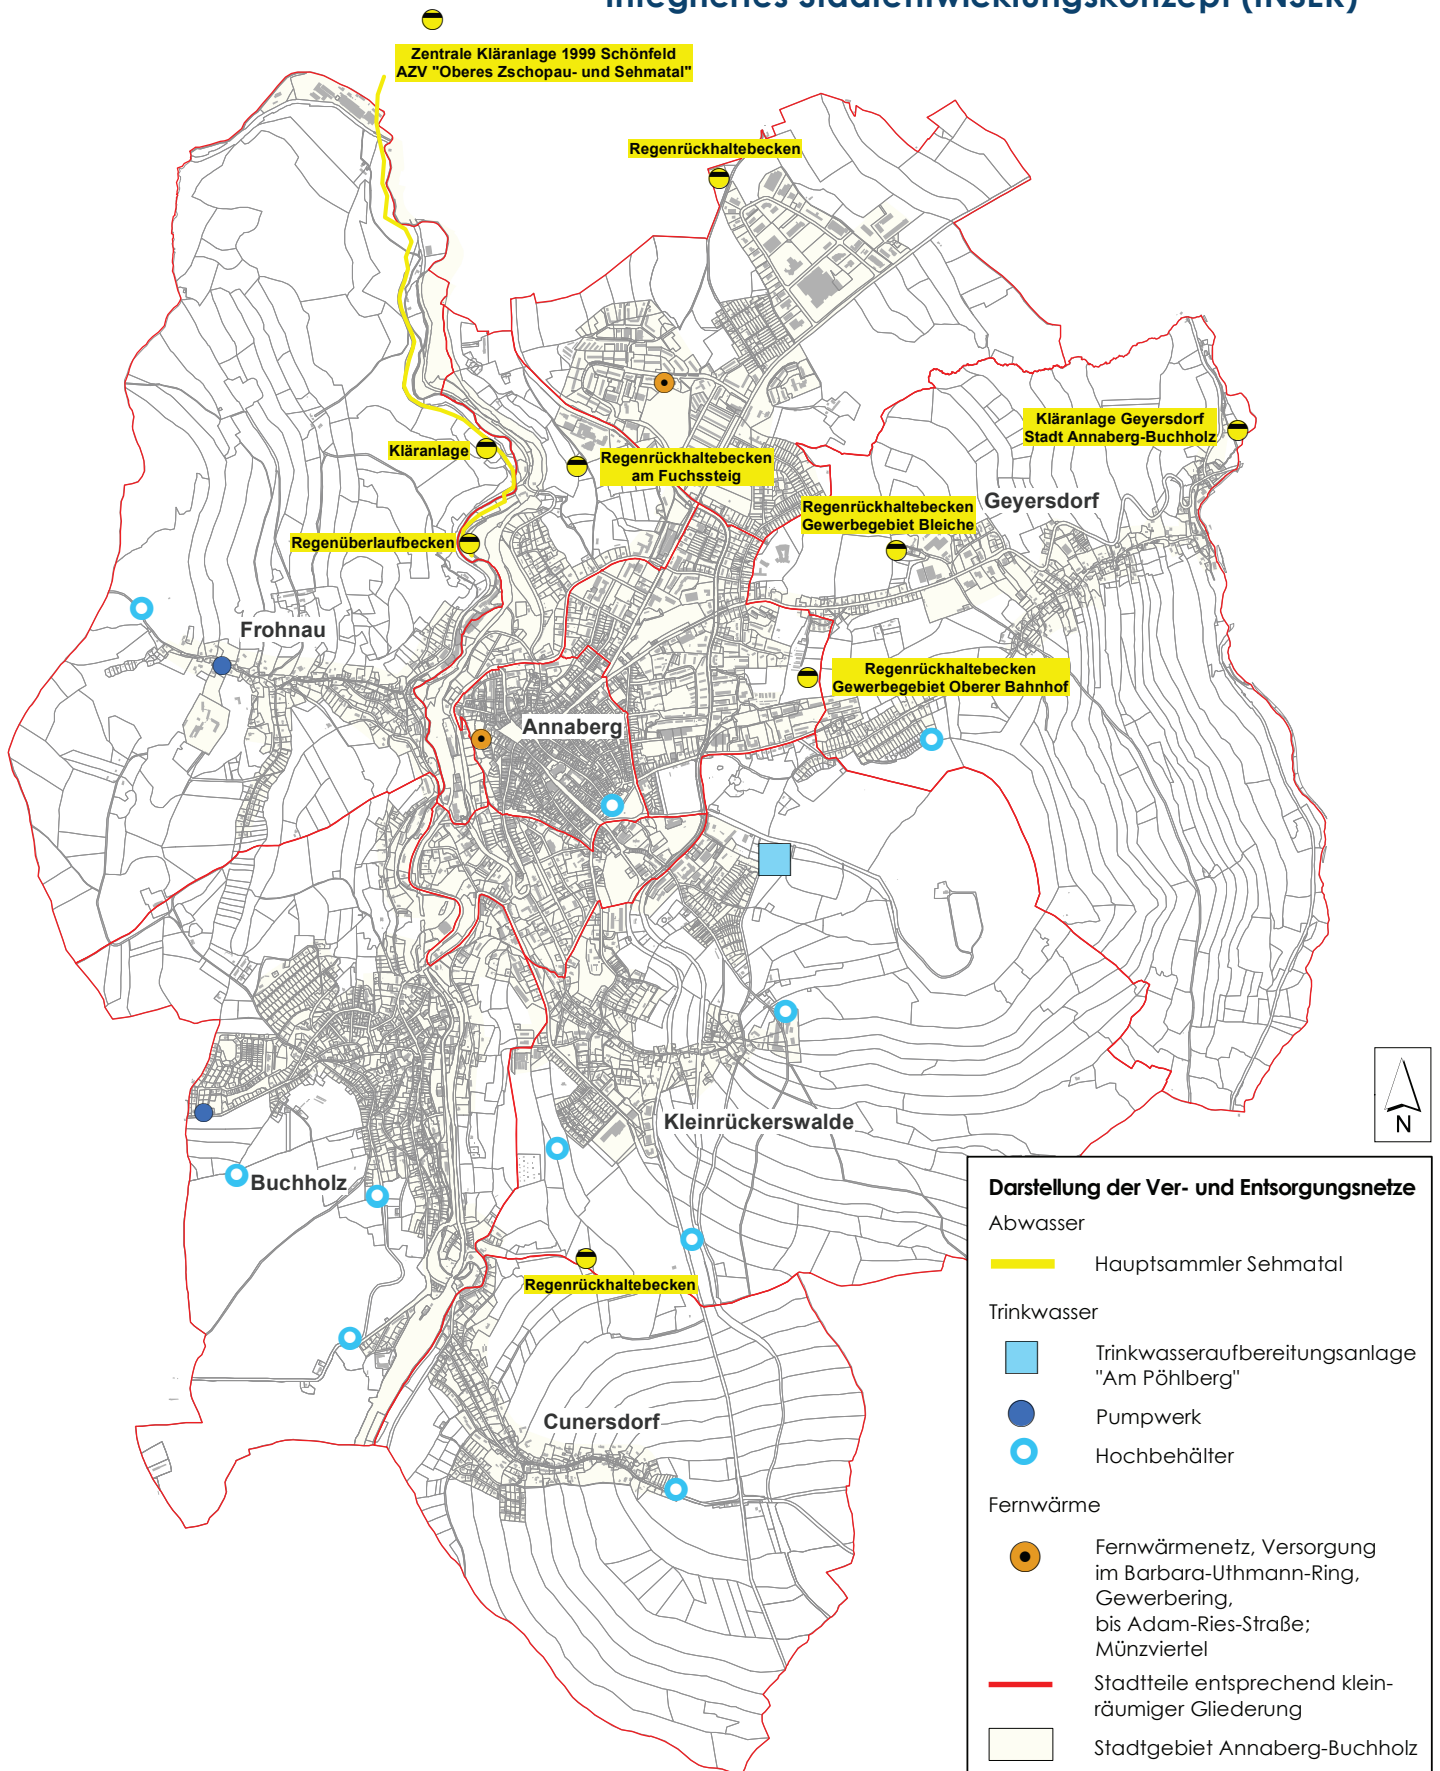 Integriertes Stadtentwicklungskonzept (INSEK)
Zentrale Kläranlage 1999 Schönfeld
AZV "Oberes Zschopau- und Sehmatal"
Regenrückhaltebecken
Kläranlage Geyersdorf
Stadt Annaberg-Buchholz
Kläranlage
Regenrückhaltebecken
am Fuchssteig
Geyersdorf
Regenrückhaltebecken
Gewerbegebiet Bleiche
Regenüberlaufbecken
Frohnau
Regenrückhaltebecken
Gewerbegebiet Oberer Bahnhof
Annaberg
Kleinrückerswalde
Buchholz
Regenrückhaltebecken
Cunersdorf
N
Darstellung der Ver- und Entsorgungsnetze
Abwasser
Hauptsammler Sehmatal
Trinkwasser
Trinkwasseraufbereitungsanlage
"Am Pöhlberg"
Pumpwerk
Hochbehälter
Fernwärme
Fernwärmenetz, Versorgung
im Barbara-Uthmann-Ring,
Gewerbering,
bis Adam-Ries-Straße;
Münzviertel
Stadtteile entsprechend klein-
räumiger Gliederung
Stadtgebiet Annaberg-Buchholz